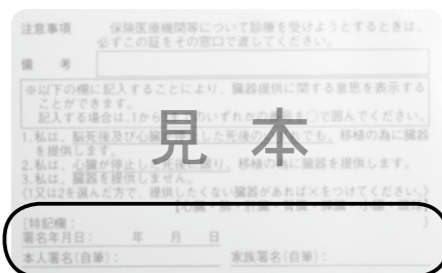 注意事項　保険医療機関等について診療を受けようとするときは、
必ずこの証をその窓口で渡してください。
備　考
※以下の欄に記入することにより、臓器提供に関する意思を表示する
ことができます。
記入する場合は、1から
のいずれかの
を○で囲んでください。
見　本
1.私は、脳死後及び心臓
した死後の
れでも、移植の為に臓器
を提供します。
2.私は、心臓が停止した死後に限り、移植の為に臓器を提供します。
3.私は、臓器を提供しません。
(1又は2を選んだ方で、提供したくない臓器があれば×をつけてください。)
【心臓・肺・肝臓・腎臓・膵臓・小腸・眼球】
〔特記欄：　〕
署名年月日：　年　月　日
本人署名(自筆)：　家族署名(自筆)：